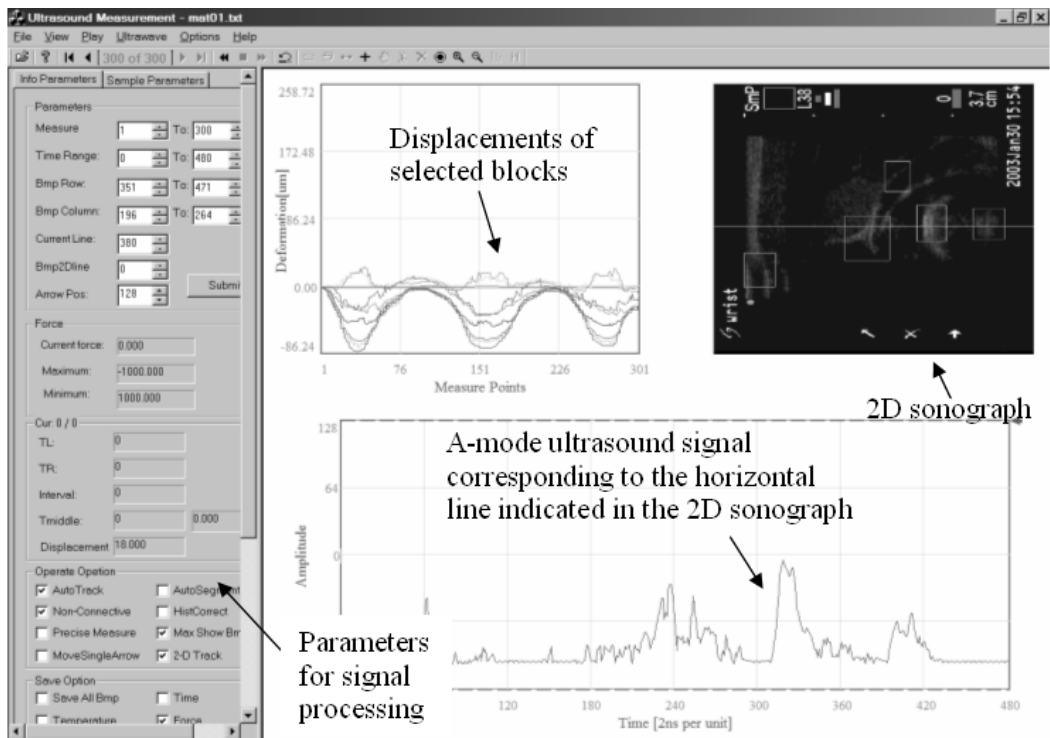 Ultrasound Measurement - mat01.txt
File View Play Ultrawave Options Help
300 of 300
Info Parameters Sample Parameters
Parameters
Measure 1 To: 300
Time Range: 0 To: 480
Bmp Row: 351 To: 471
Bmp Column: 196 To: 264
Current Line: 380
Bmp2Dline 0
Arrow Pos: 128 Submi
Force
Current force: 0.000
Maximum: -1000.000
Minimum: 1000.000
Cur: 0 / 0
TL: 0
TR: 0
Interval: 0
Tmiddle: 0 0.000
Displacement 18.000
Operate Opetion
AutoTrack AutoSegment
Non-Connective HistCorrect
Precise Measure Max Show Bm
MoveSingleArrow 2-D Track
Save Option
Save All Bmp Time
Temperature Force
Parameters
for signal
processing
258.72
172.48
86.24
0.00
-86.24
Deformation[um]
1 76 151 226 301
Measure Points
Displacements of
selected blocks
SmP
L38
0
3.7
cm
2003Jan30 15:54
wrist
2D sonograph
A-mode ultrasound signal
corresponding to the horizontal
line indicated in the 2D sonograph
128
64
0
Amplitude
120 180 240 300 360 420 480
Time [2ns per unit]